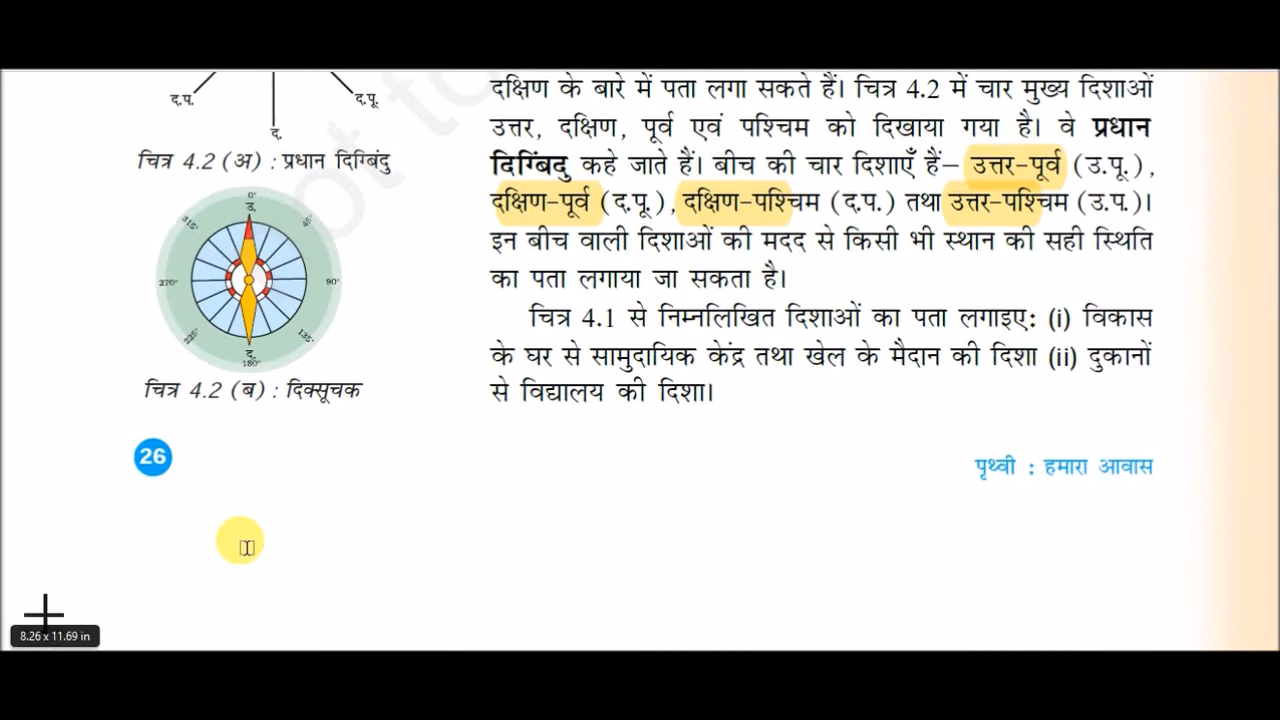 द.प.
द.पू.
द.
चित्र 4.2 (अ) : प्रधान दिग्बिंदु
0°
उ.
315°
45°
270°
90°
225°
135°
द.
180°
चित्र 4.2 (ब) : दिक्सूचक
26
दक्षिण के बारे में पता लगा सकते हैं। चित्र 4.2 में चार मुख्य दिशाओं
उत्तर, दक्षिण, पूर्व एवं पश्चिम को दिखाया गया है। वे प्रधान
दिग्बिंदु कहे जाते हैं। बीच की चार दिशाएँ हैं– उत्तर-पूर्व (उ.पू.),
दक्षिण-पूर्व (द.पू.), दक्षिण-पश्चिम (द.प.) तथा उत्तर-पश्चिम (उ.प.)।
इन बीच वाली दिशाओं की मदद से किसी भी स्थान की सही स्थिति
का पता लगाया जा सकता है।
चित्र 4.1 से निम्नलिखित दिशाओं का पता लगाइए: (i) विकास
के घर से सामुदायिक केंद्र तथा खेल के मैदान की दिशा (ii) दुकानों
से विद्यालय की दिशा।
पृथ्वी : हमारा आवास
8.26 x 11.69 in